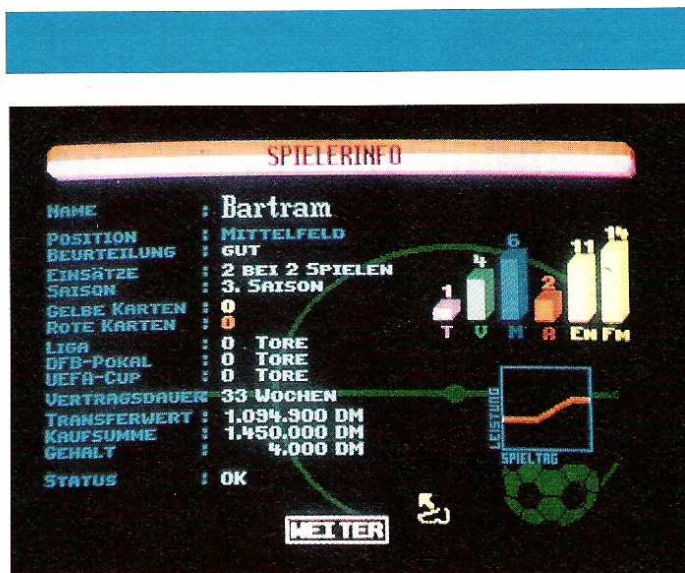 SPIELERINFO
NAME : Bartram
POSITION : MITTELFELD
BEURTEILUNG : GUT
EINSÄTZE : 2 BEI 2 SPIELEN
SAISON : 3. SAISON
GELBE KARTEN : 0
ROTE KARTEN : 0
LIGA : 0 TORE
DFB-POKAL : 0 TORE
UEFA-CUP : 0 TORE
VERTRAGSDAUER 33 WOCHEN
TRANSFERWERT : 1.094.900 DM
KAUFSUMME : 1.450.000 DM
GEHALT : 4.000 DM
STATUS : OK
1 4 6 2 11 14
T V M A EN FM
LEISTUNG
SPIELTAG
WEITER